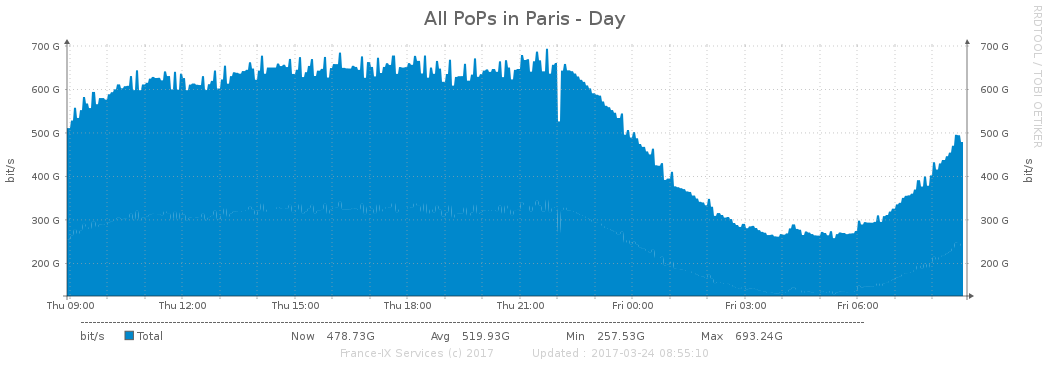 All PoPs in Paris - Day
RRDTOOL / TOBI OETIKER
bit/s
700 G
600 G
500 G
400 G
300 G
200 G
700 G
600 G
500 G
400 G
300 G
200 G
bit/s
Thu 09:00 Thu 12:00 Thu 15:00 Thu 18:00 Thu 21:00 Fri 00:00 Fri 03:00 Fri 06:00
bit/s Total Now 478.73G Avg 519.93G Min 257.53G Max 693.24G
France-IX Services (c) 2017 Updated : 2017-03-24 08:55:10